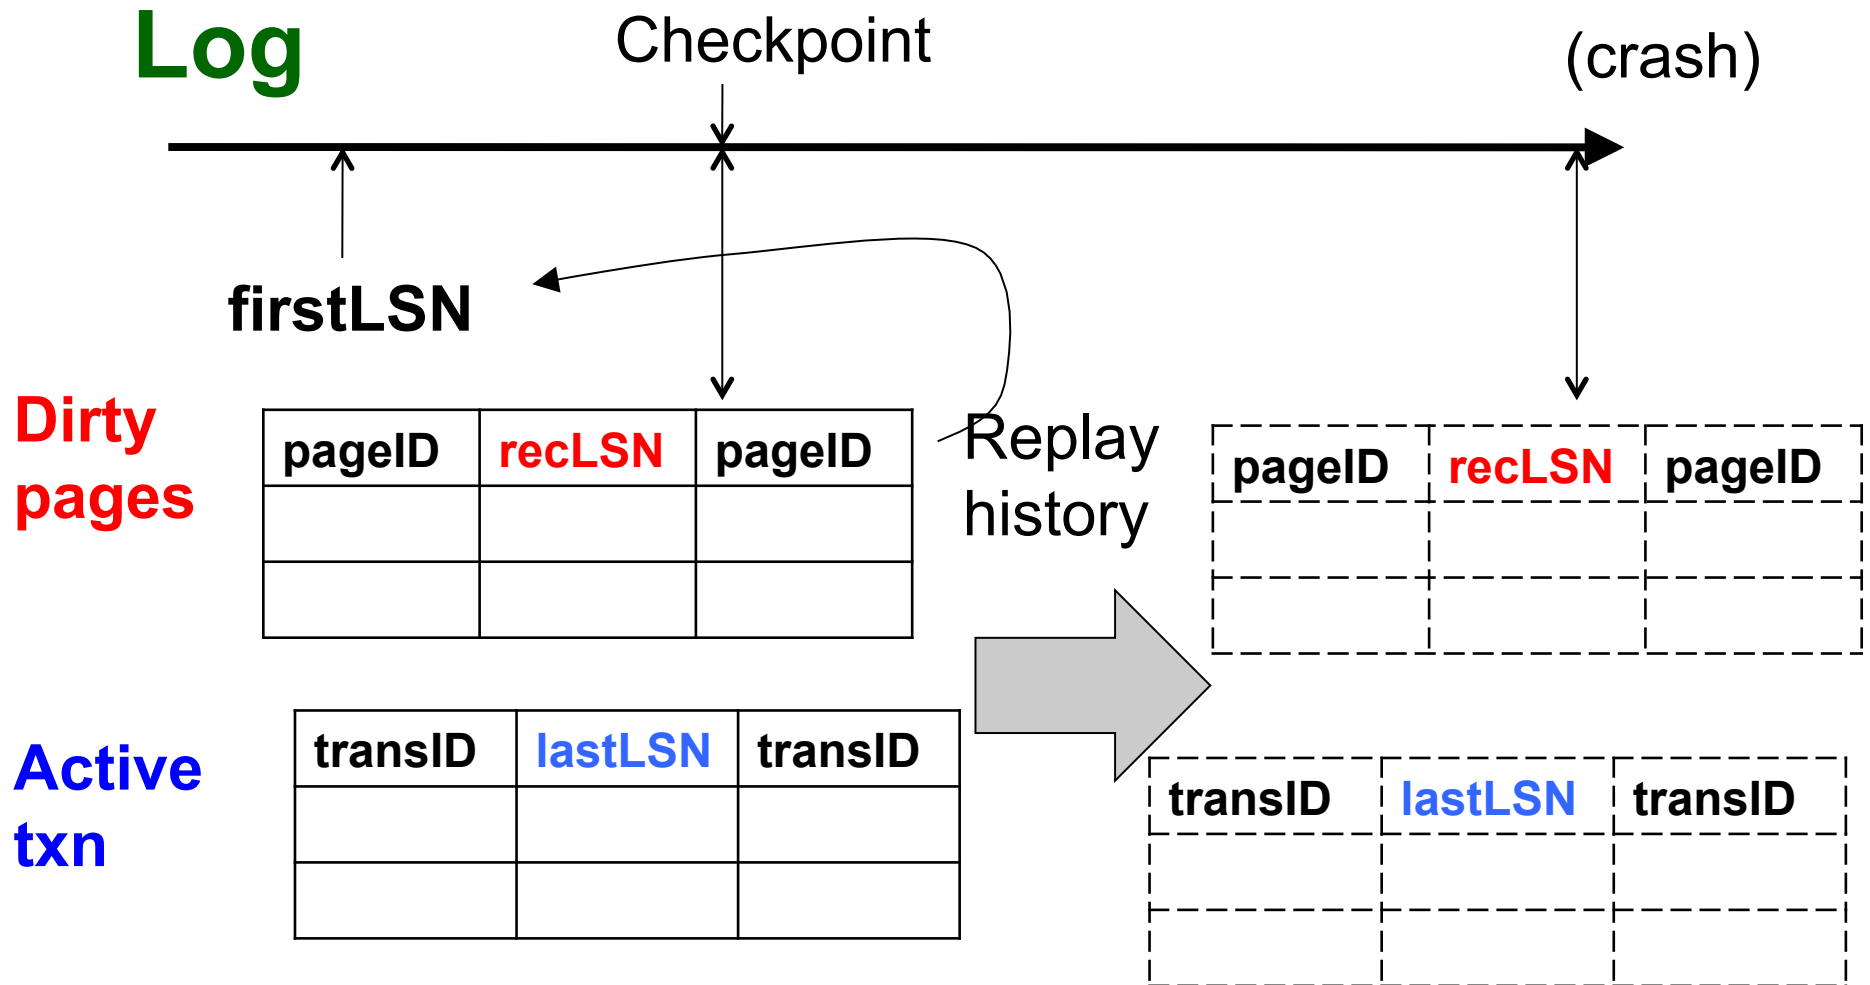 Log
Checkpoint
(crash)
firstLSN
Dirty
pages
pageID recLSN pageID
Replay
history
pageID recLSN pageID
Active
txn
transID lastLSN transID
transID lastLSN transID